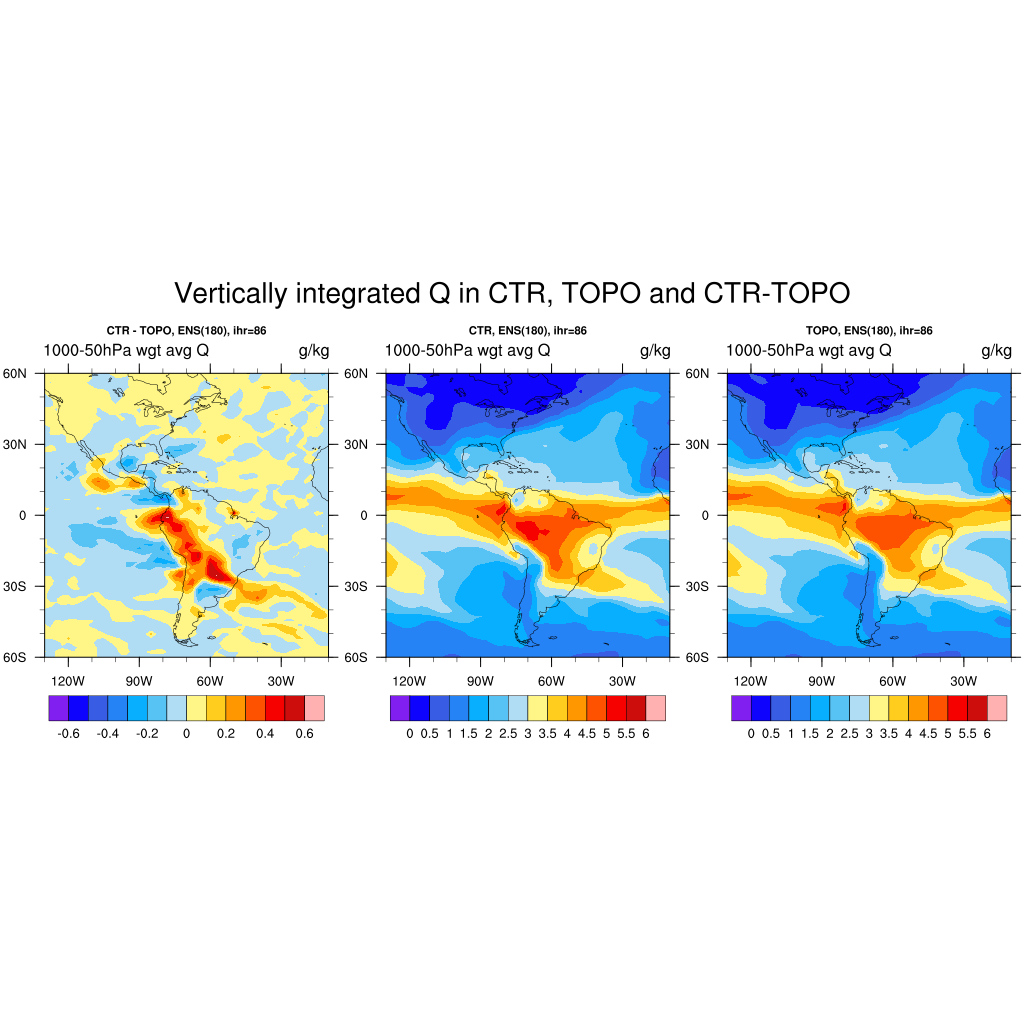 Vertically integrated Q in CTR, TOPO and CTR-TOPO
CTR - TOPO, ENS(180), ihr=86
1000-50hPa wgt avg Q g/kg
60N
30N
0
30S
60S
120W 90W 60W 30W
-0.6 -0.4 -0.2 0 0.2 0.4 0.6
CTR, ENS(180), ihr=86
1000-50hPa wgt avg Q g/kg
60N
30N
0
30S
60S
120W 90W 60W 30W
0 0.5 1 1.5 2 2.5 3 3.5 4 4.5 5 5.5 6
TOPO, ENS(180), ihr=86
1000-50hPa wgt avg Q g/kg
60N
30N
0
30S
60S
120W 90W 60W 30W
0 0.5 1 1.5 2 2.5 3 3.5 4 4.5 5 5.5 6